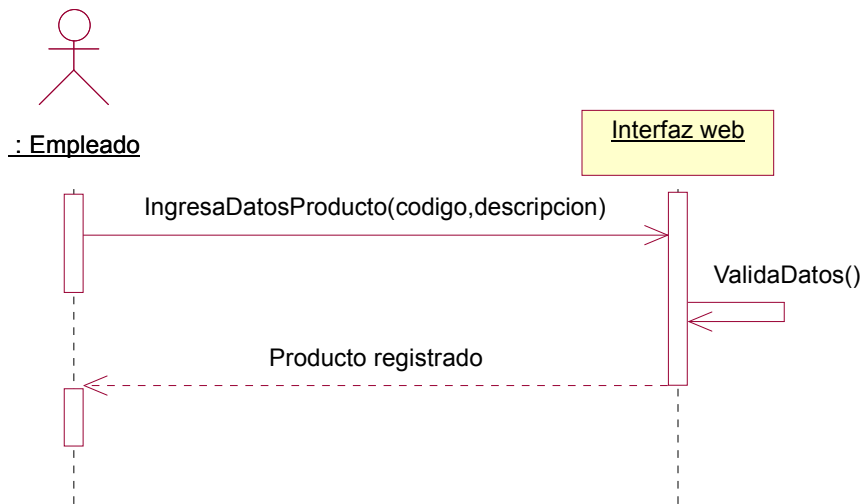 : Empleado
Interfaz web
IngresaDatosProducto(codigo,descripcion)
ValidaDatos()
Producto registrado